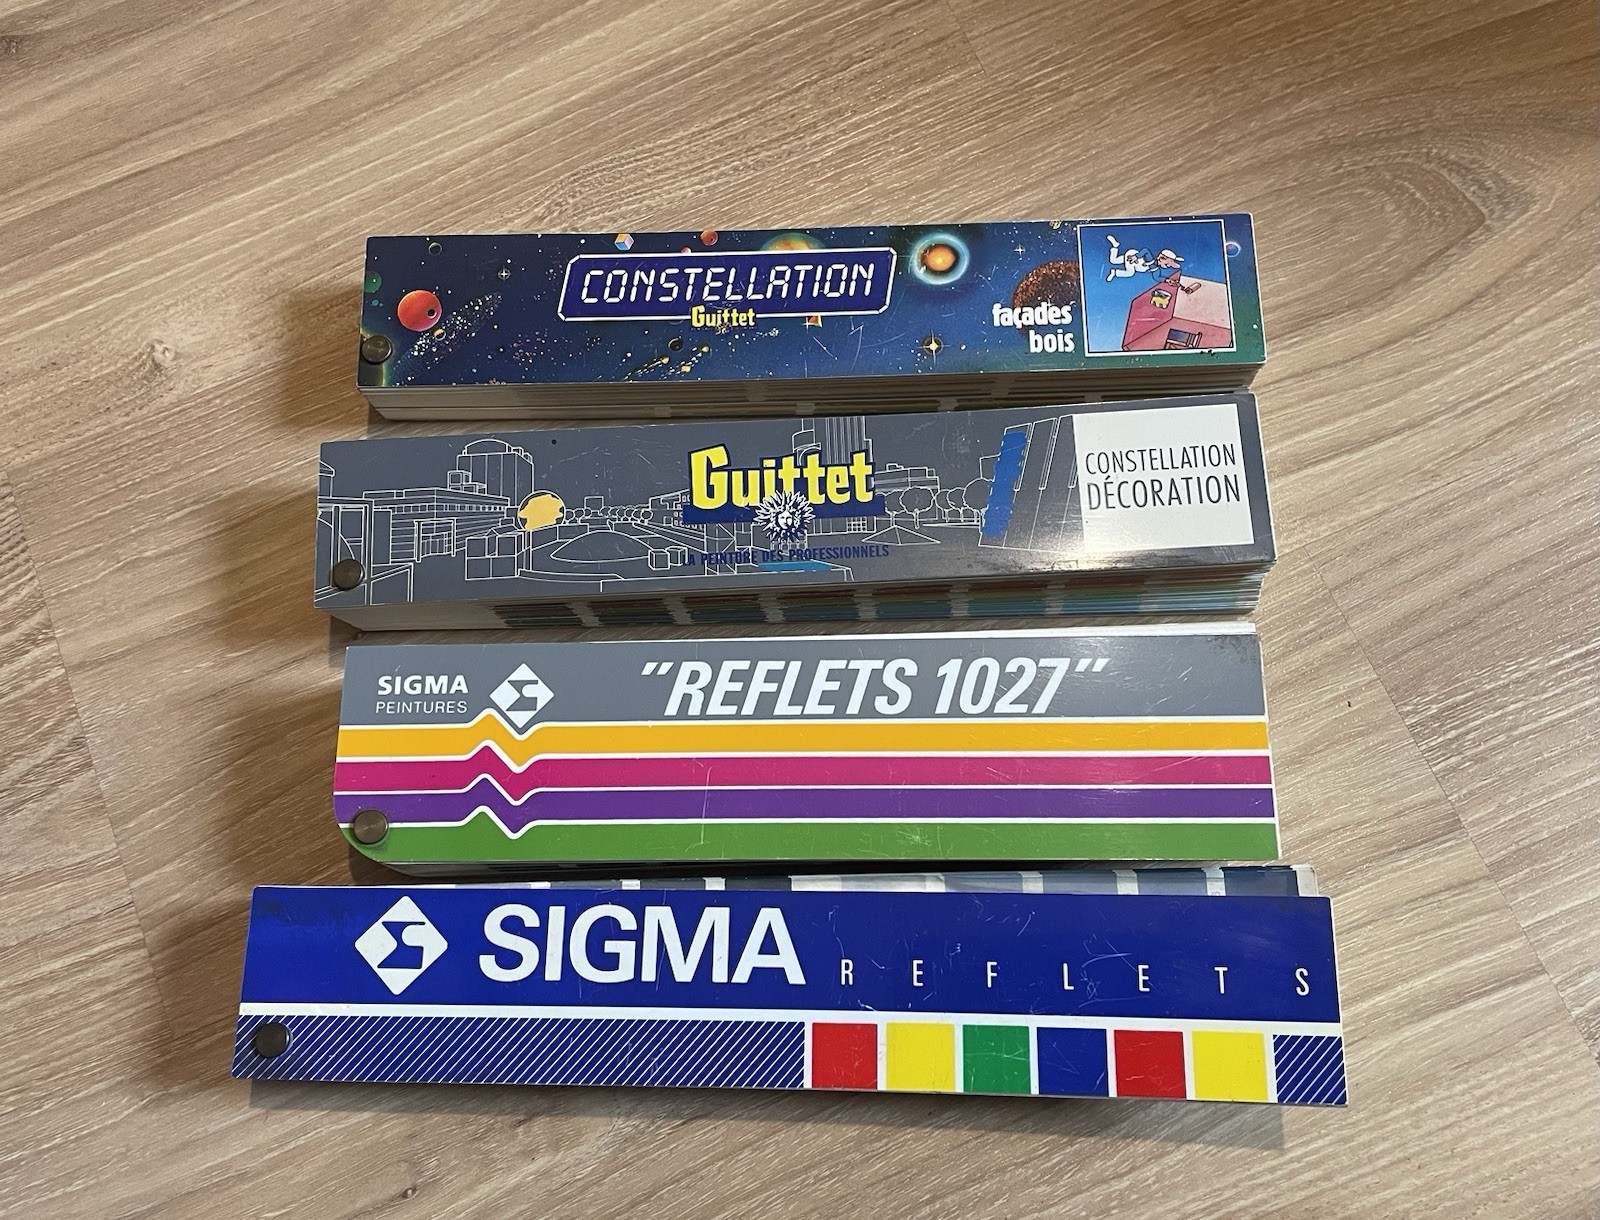 CONSTELLATION
Guittet
façades
bois
Guittet
LA PEINTURE DES PROFESSIONNELS
CONSTELLATION
DÉCORATION
SIGMA
PEINTURES
"REFLETS 1027"
SIGMA REFLETS